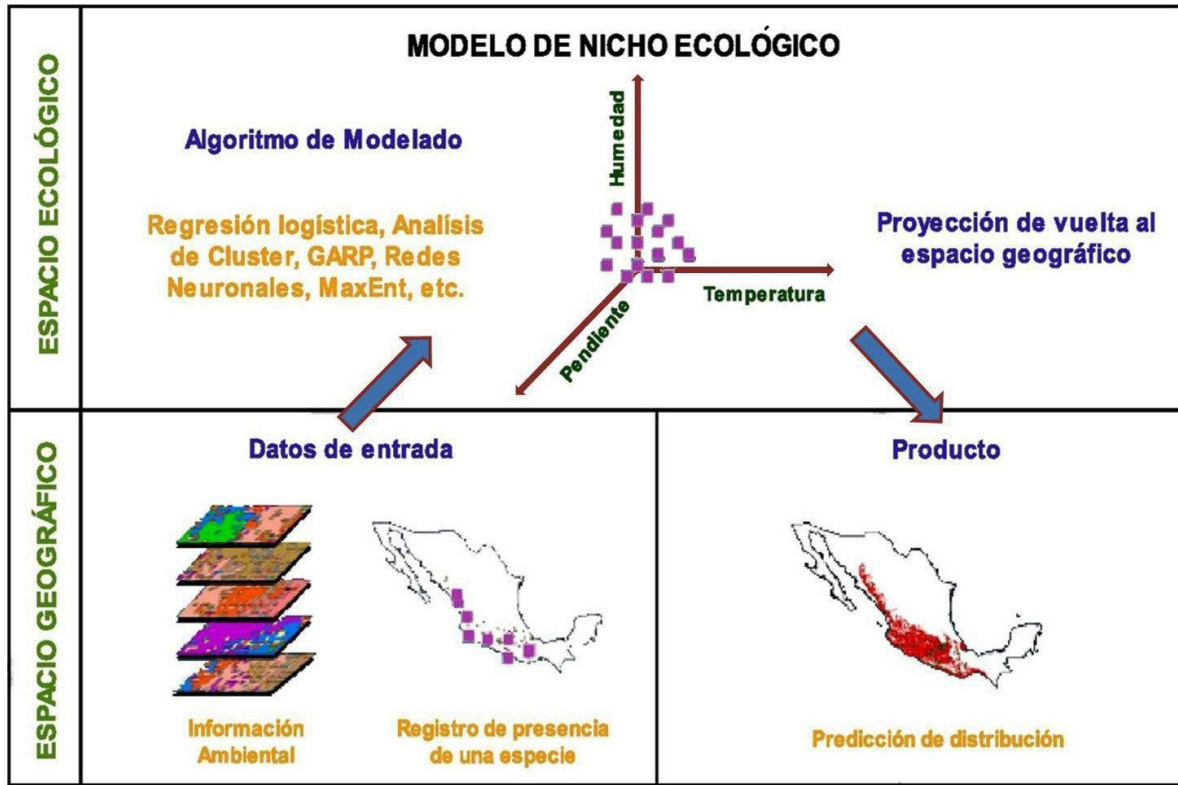 ESPACIO ECOLÓGICO
MODELO DE NICHO ECOLÓGICO
Algoritmo de Modelado
Regresión logística, Analísis
de Cluster, GARP, Redes
Neuronales, MaxEnt, etc.
Humedad
Temperatura
Pendiente
Proyección de vuelta al
espacio geográfico
ESPACIO GEOGRÁFICO
Datos de entrada
Información
Ambiental
Registro de presencia
de una especie
Producto
Predicción de distribución